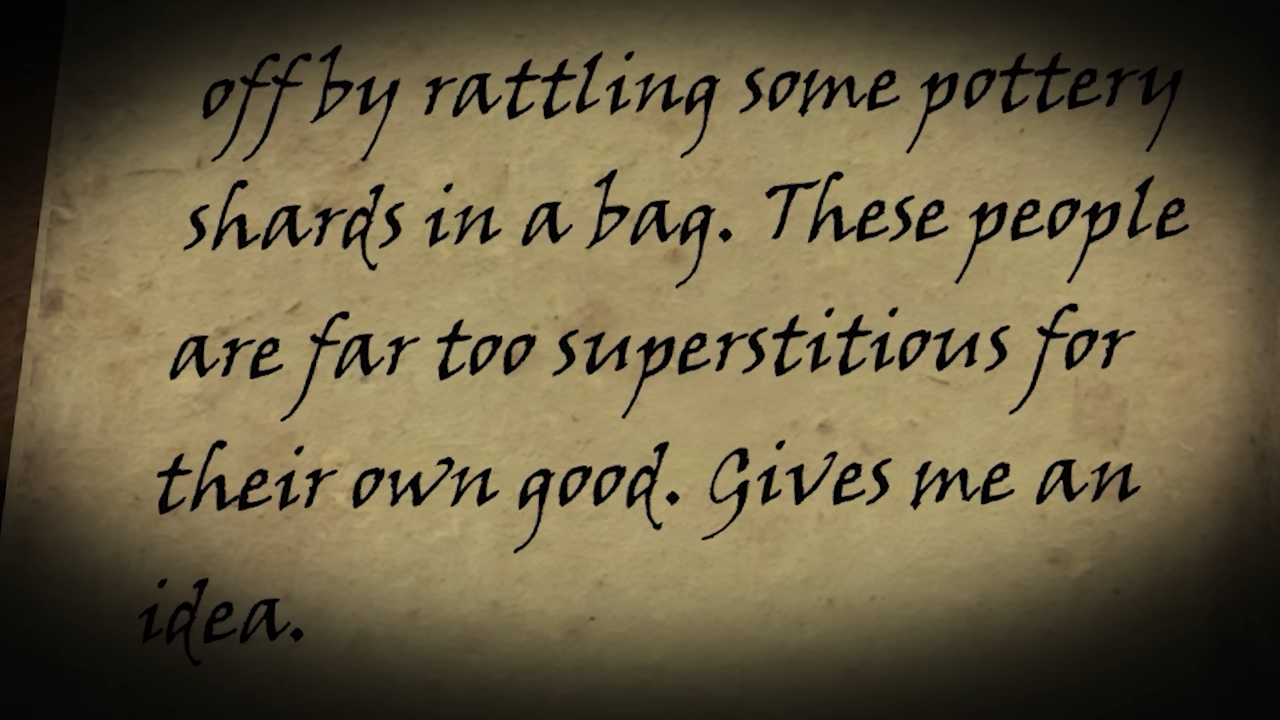 off by rattling some pottery
shards in a bag. These people
are far too superstitious for
their own good. Gives me an
idea.